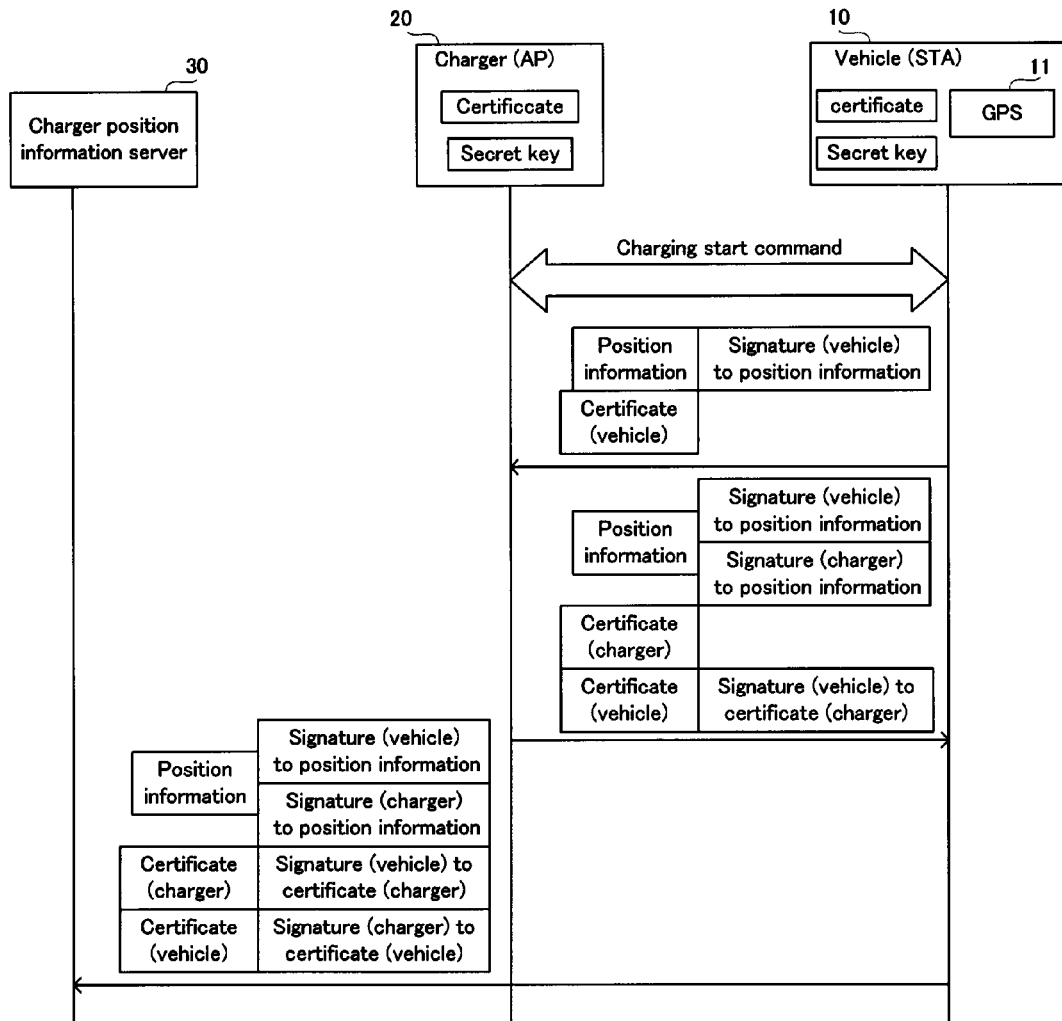 20
10
30
Charger (AP)
Vehicle (STA)
11
Certificcate
certificate
GPS
Charger position
information server
Secret key
Secret key
Charging start command
Position
information
Signature (vehicle)
to position information
Certificate
(vehicle)
Signature (vehicle)
to position information
Position
information
Signature (charger)
to position information
Certificate
(charger)
Certificate
(vehicle)
Signature (vehicle) to
certificate (charger)
Signature (vehicle)
to position information
Position
information
Signature (charger)
to position information
Certificate
(charger)
Signature (vehicle) to
certificate (charger)
Certificate
(vehicle)
Signature (charger) to
certificate (vehicle)